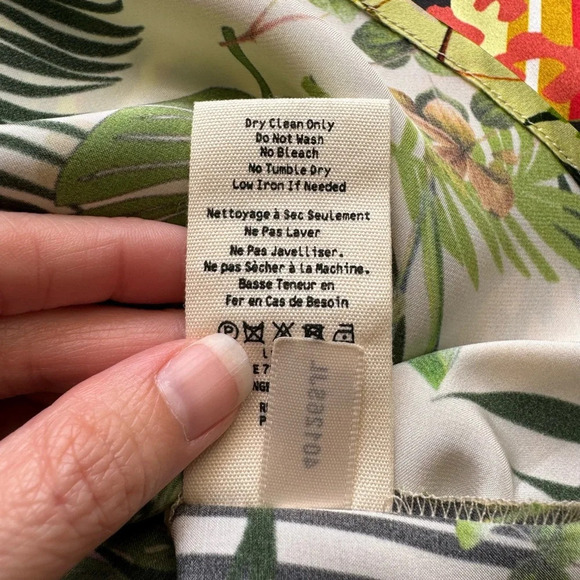 Dry Clean Only
Do Not Wash
No Bleach
No Tumble Dry
Low Iron If Needed
Nettoyage à Sec Seulement
Ne Pas Laver
Ne Pas Javelliser.
Ne pas Sècher à la Machine.
Basse Teneur en
Fer en Cas de Besoin
P
401265JL